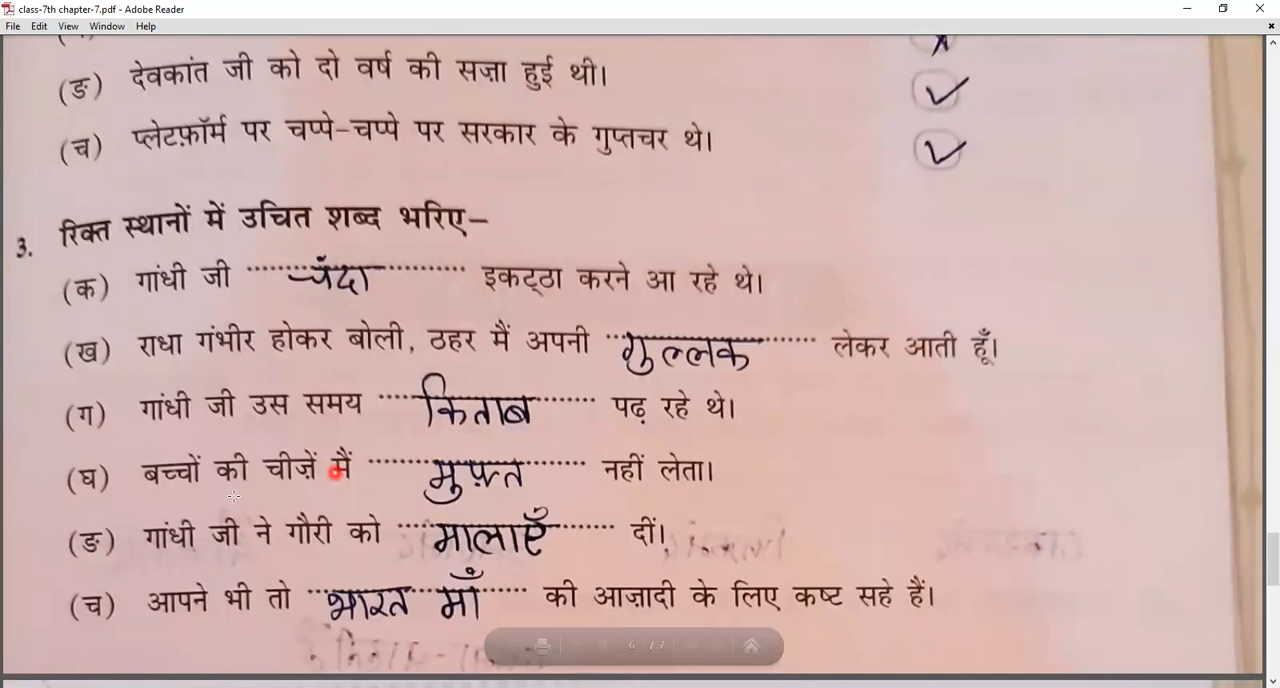 class-7th chapter-7.pdf - Adobe Reader
File Edit View Window Help
(ङ) देवकांत जी को दो वर्ष की सज़ा हुई थी।
(च) प्लेटफ़ॉर्म पर चप्पे-चप्पे पर सरकार के गुप्तचर थे।
3. रिक्त स्थानों में उचित शब्द भरिए–
(क) गांधी जी चंदा इकट्ठा करने आ रहे थे।
(ख) राधा गंभीर होकर बोली, ठहर मैं अपनी गुल्लक लेकर आती हूँ।
(ग) गांधी जी उस समय किताब पढ़ रहे थे।
(घ) बच्चों की चीज़ें मैं मुफ़्त नहीं लेता।
(ङ) गांधी जी ने गौरी को मालाएँ दीं।
(च) आपने भी तो भारत माँ की आज़ादी के लिए कष्ट सहे हैं।
6 / 7